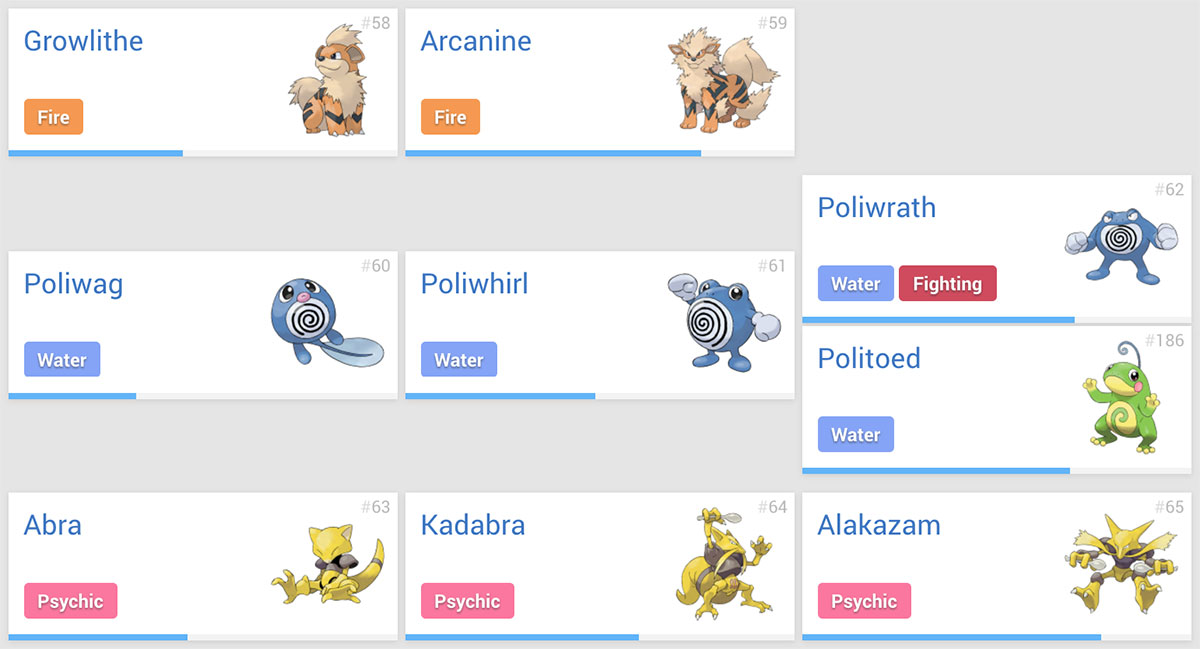 Growlithe
#58
Fire
Arcanine
#59
Fire
Poliwag
#60
Water
Poliwhirl
#61
Water
Poliwrath
#62
Water Fighting
Politoed
#186
Water
Abra
#63
Psychic
Kadabra
#64
Psychic
Alakazam
#65
Psychic